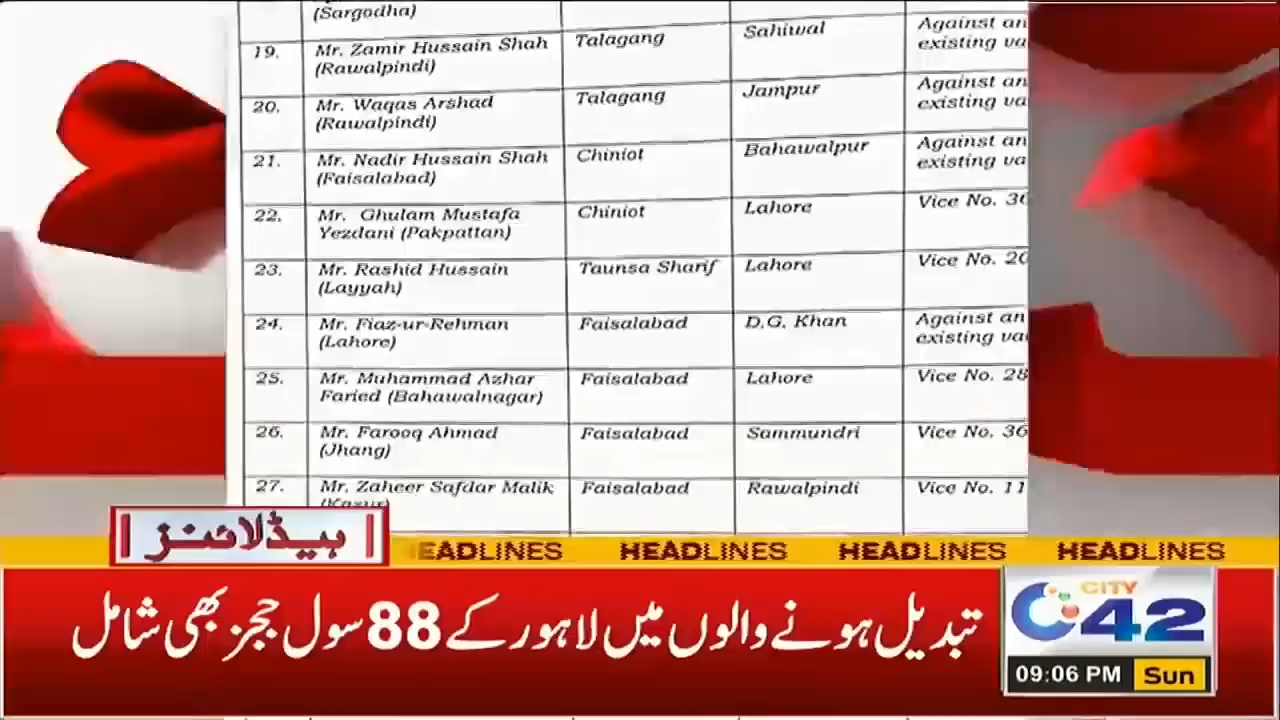 (Sargodha)
19. Mr. Zamir Hussain Shah (Rawalpindi) Talagang Sahiwal Against an existing va
20. Mr. Waqas Arshad (Rawalpindi) Talagang Jampur Against an existing va
21. Mr. Nadir Hussain Shah (Faisalabad) Chiniot Bahawalpur Against an existing va
22. Mr. Ghulam Mustafa Yezdani (Pakpattan) Chiniot Lahore Vice No. 30
23. Mr. Rashid Hussain (Layyah) Taunsa Sharif Lahore Vice No. 20
24. Mr. Fiaz-ur-Rehman (Lahore) Faisalabad D.G. Khan Against an existing va
25. Mr. Muhammad Azhar Faried (Bahawalnagar) Faisalabad Lahore Vice No. 28
26. Mr. Farooq Ahmad (Jhang) Faisalabad Sammundri Vice No. 36
27. Mr. Zaheer Safdar Malik Faisalabad Rawalpindi Vice No. 11
ہیڈلائنز
EADLINES HEADLINES HEADLINES HEADLINES
تبدیل ہونے والوں میں لاہور کے 88 سول ججز بھی شامل
CITY
42
09:06 PM Sun